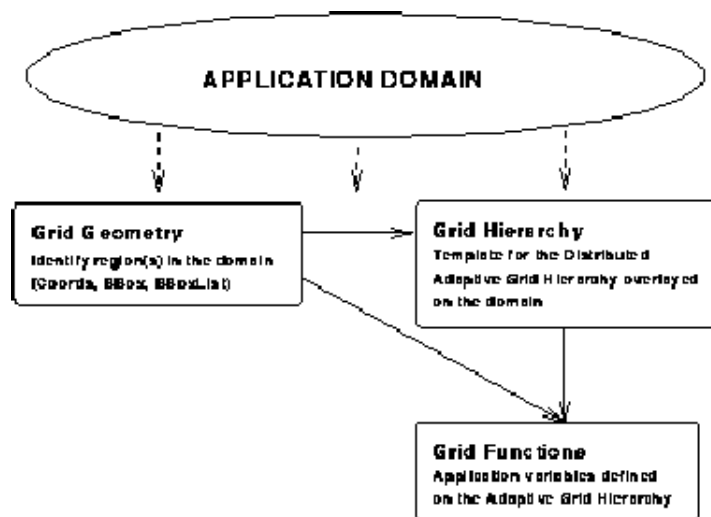 APPLICATION DOMAIN
Grid Geometry
Identify region(s) in the domain
(Coords, BBox, BBoxList)
Grid Hierarchy
Template for the Distributed
Adaptive Grid Hierarchy overlayed
on the domain
Grid Functions
Application variables defined
on the Adaptive Grid Hierarchy